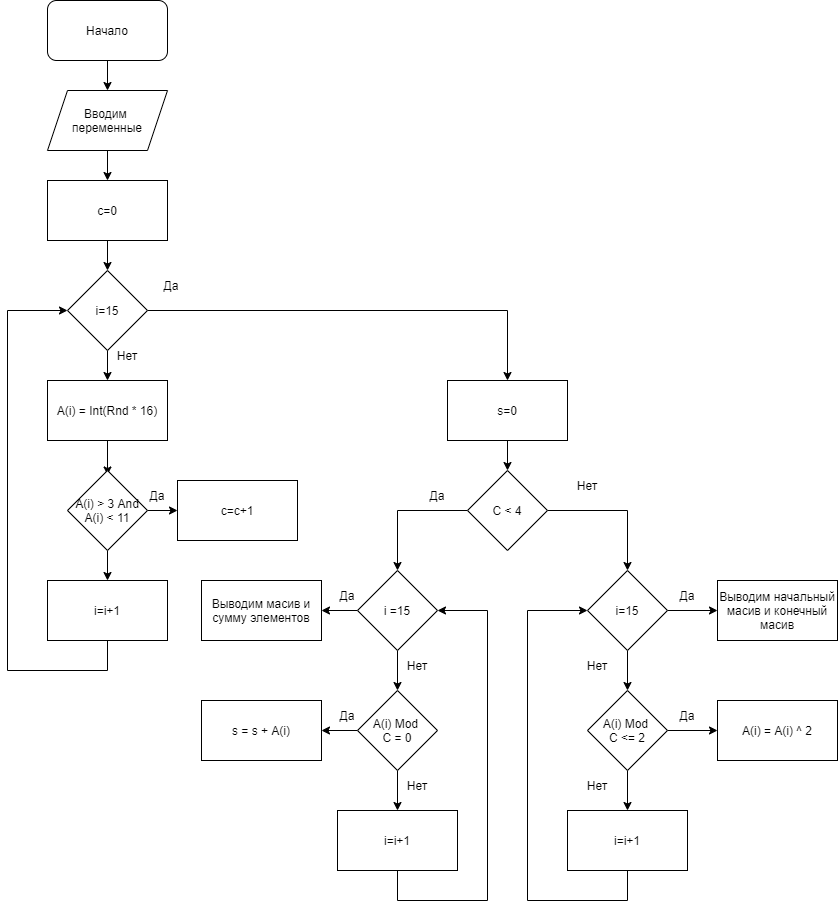 Начало
Вводим
переменные
c=0
i=15
Да
Нет
A(i) = Int(Rnd * 16)
A(i) > 3 And
A(i) < 11
Да
c=c+1
i=i+1
s=0
C < 4
Да
Нет
i =15
Да
Выводим масив и
сумму элементов
Нет
A(i) Mod
C = 0
Да
s = s + A(i)
Нет
i=i+1
i=15
Да
Выводим начальный
масив и конечный
масив
Нет
A(i) Mod
C <= 2
Да
A(i) = A(i) ^ 2
Нет
i=i+1